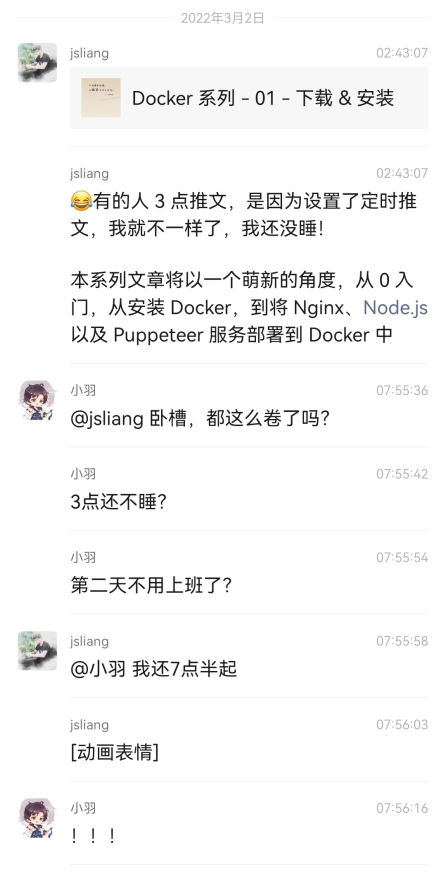 2022年3月2日
jsliang 02:43:07
Docker 系列 - 01 - 下载 & 安装
jsliang 02:43:07
😂有的人 3 点推文，是因为设置了定时推
文，我就不一样了，我还没睡！
本系列文章将以一个萌新的角度，从 0 入
门，从安装 Docker，到将 Nginx、Node.js
以及 Puppeteer 服务部署到 Docker 中
小羽 07:55:36
@jsliang 卧槽，都这么卷了吗？
小羽 07:55:42
3点还不睡？
小羽 07:55:54
第二天不用上班了？
jsliang 07:55:58
@小羽 我还7点半起
jsliang 07:56:03
[动画表情]
小羽 07:56:16
！！！